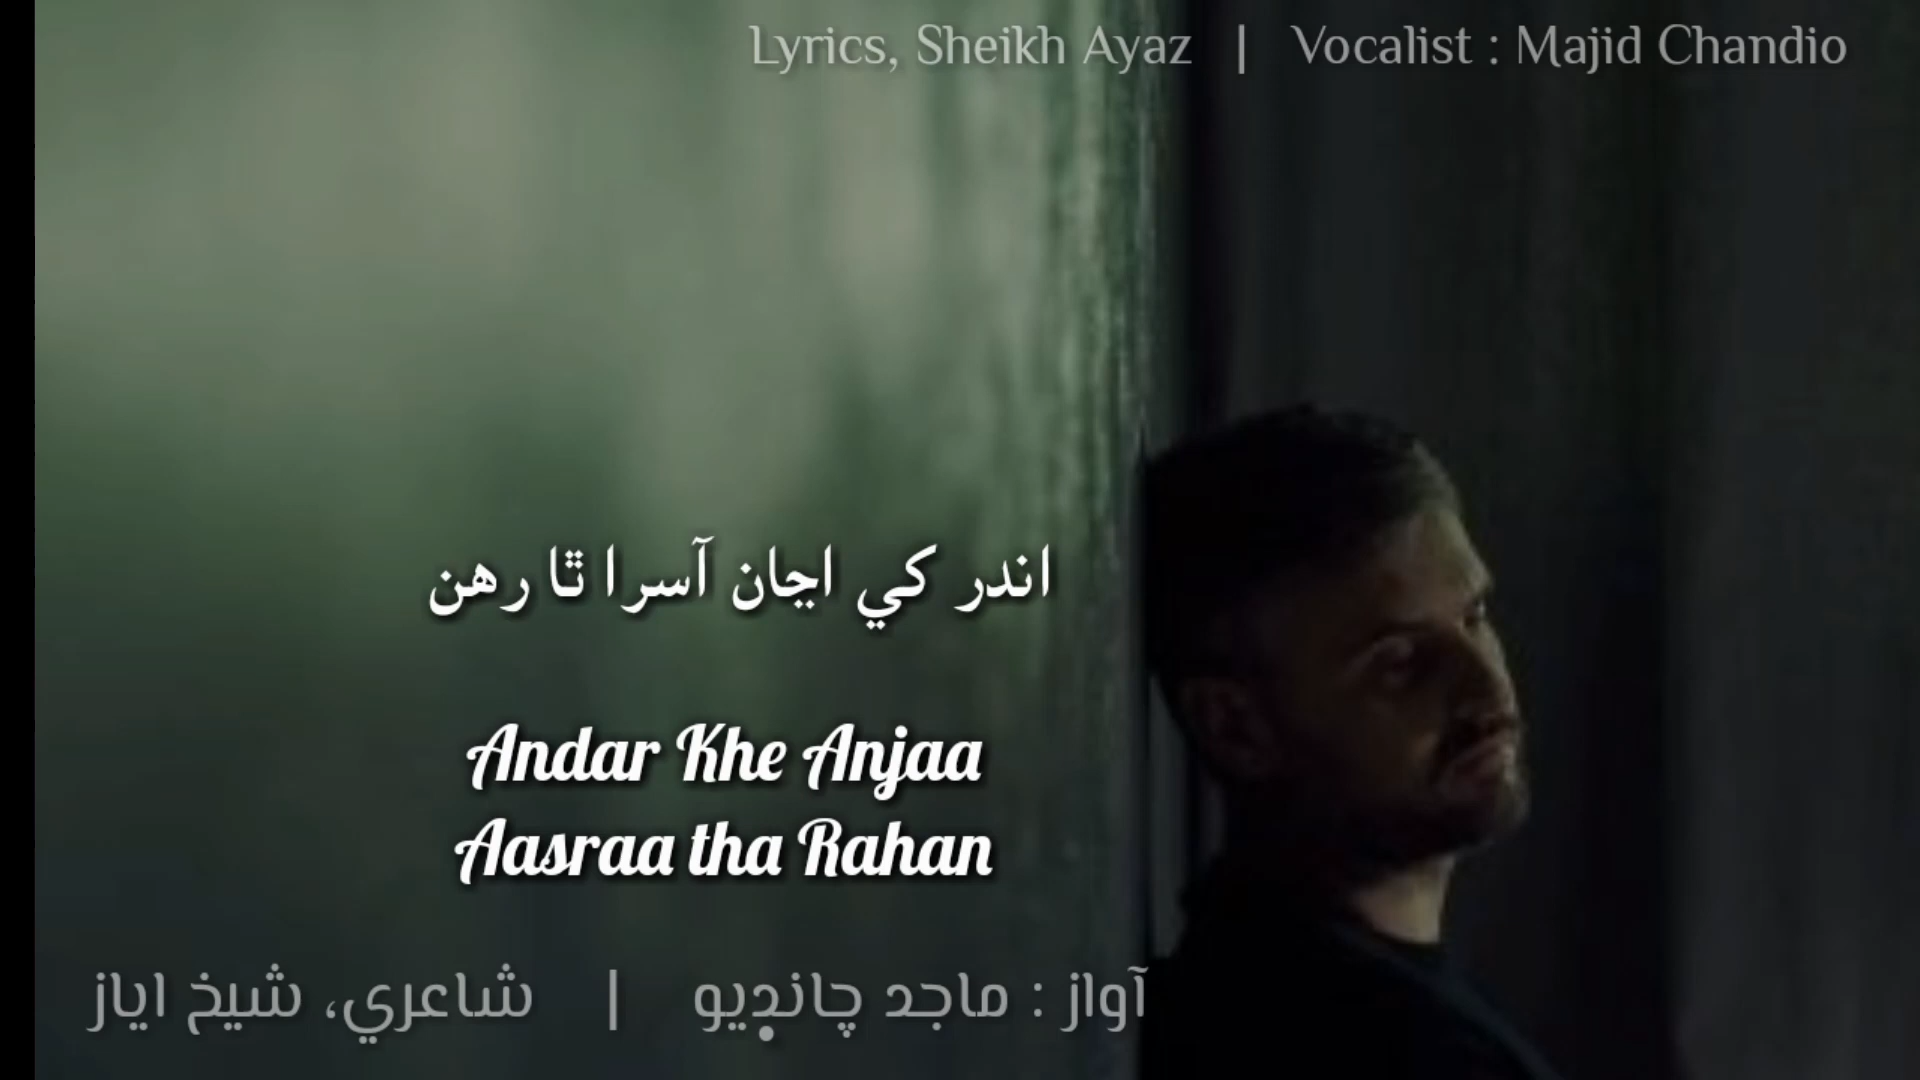 Lyrics, Sheikh Ayaz | Vocalist : Majid Chandio
اندر کي اڃان آسرا ٿا رهن
Andar Khe Anjaa
Aasraa tha Rahan
آواز : ماجد چانڊيو | شاعري، شيخ اياز